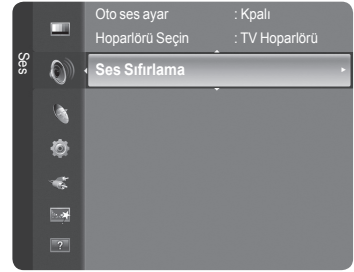 Oto ses ayar : Kpalı
Hoparlörü Seçin : TV Hoparlörü
Ses
Ses Sıfırlama
?